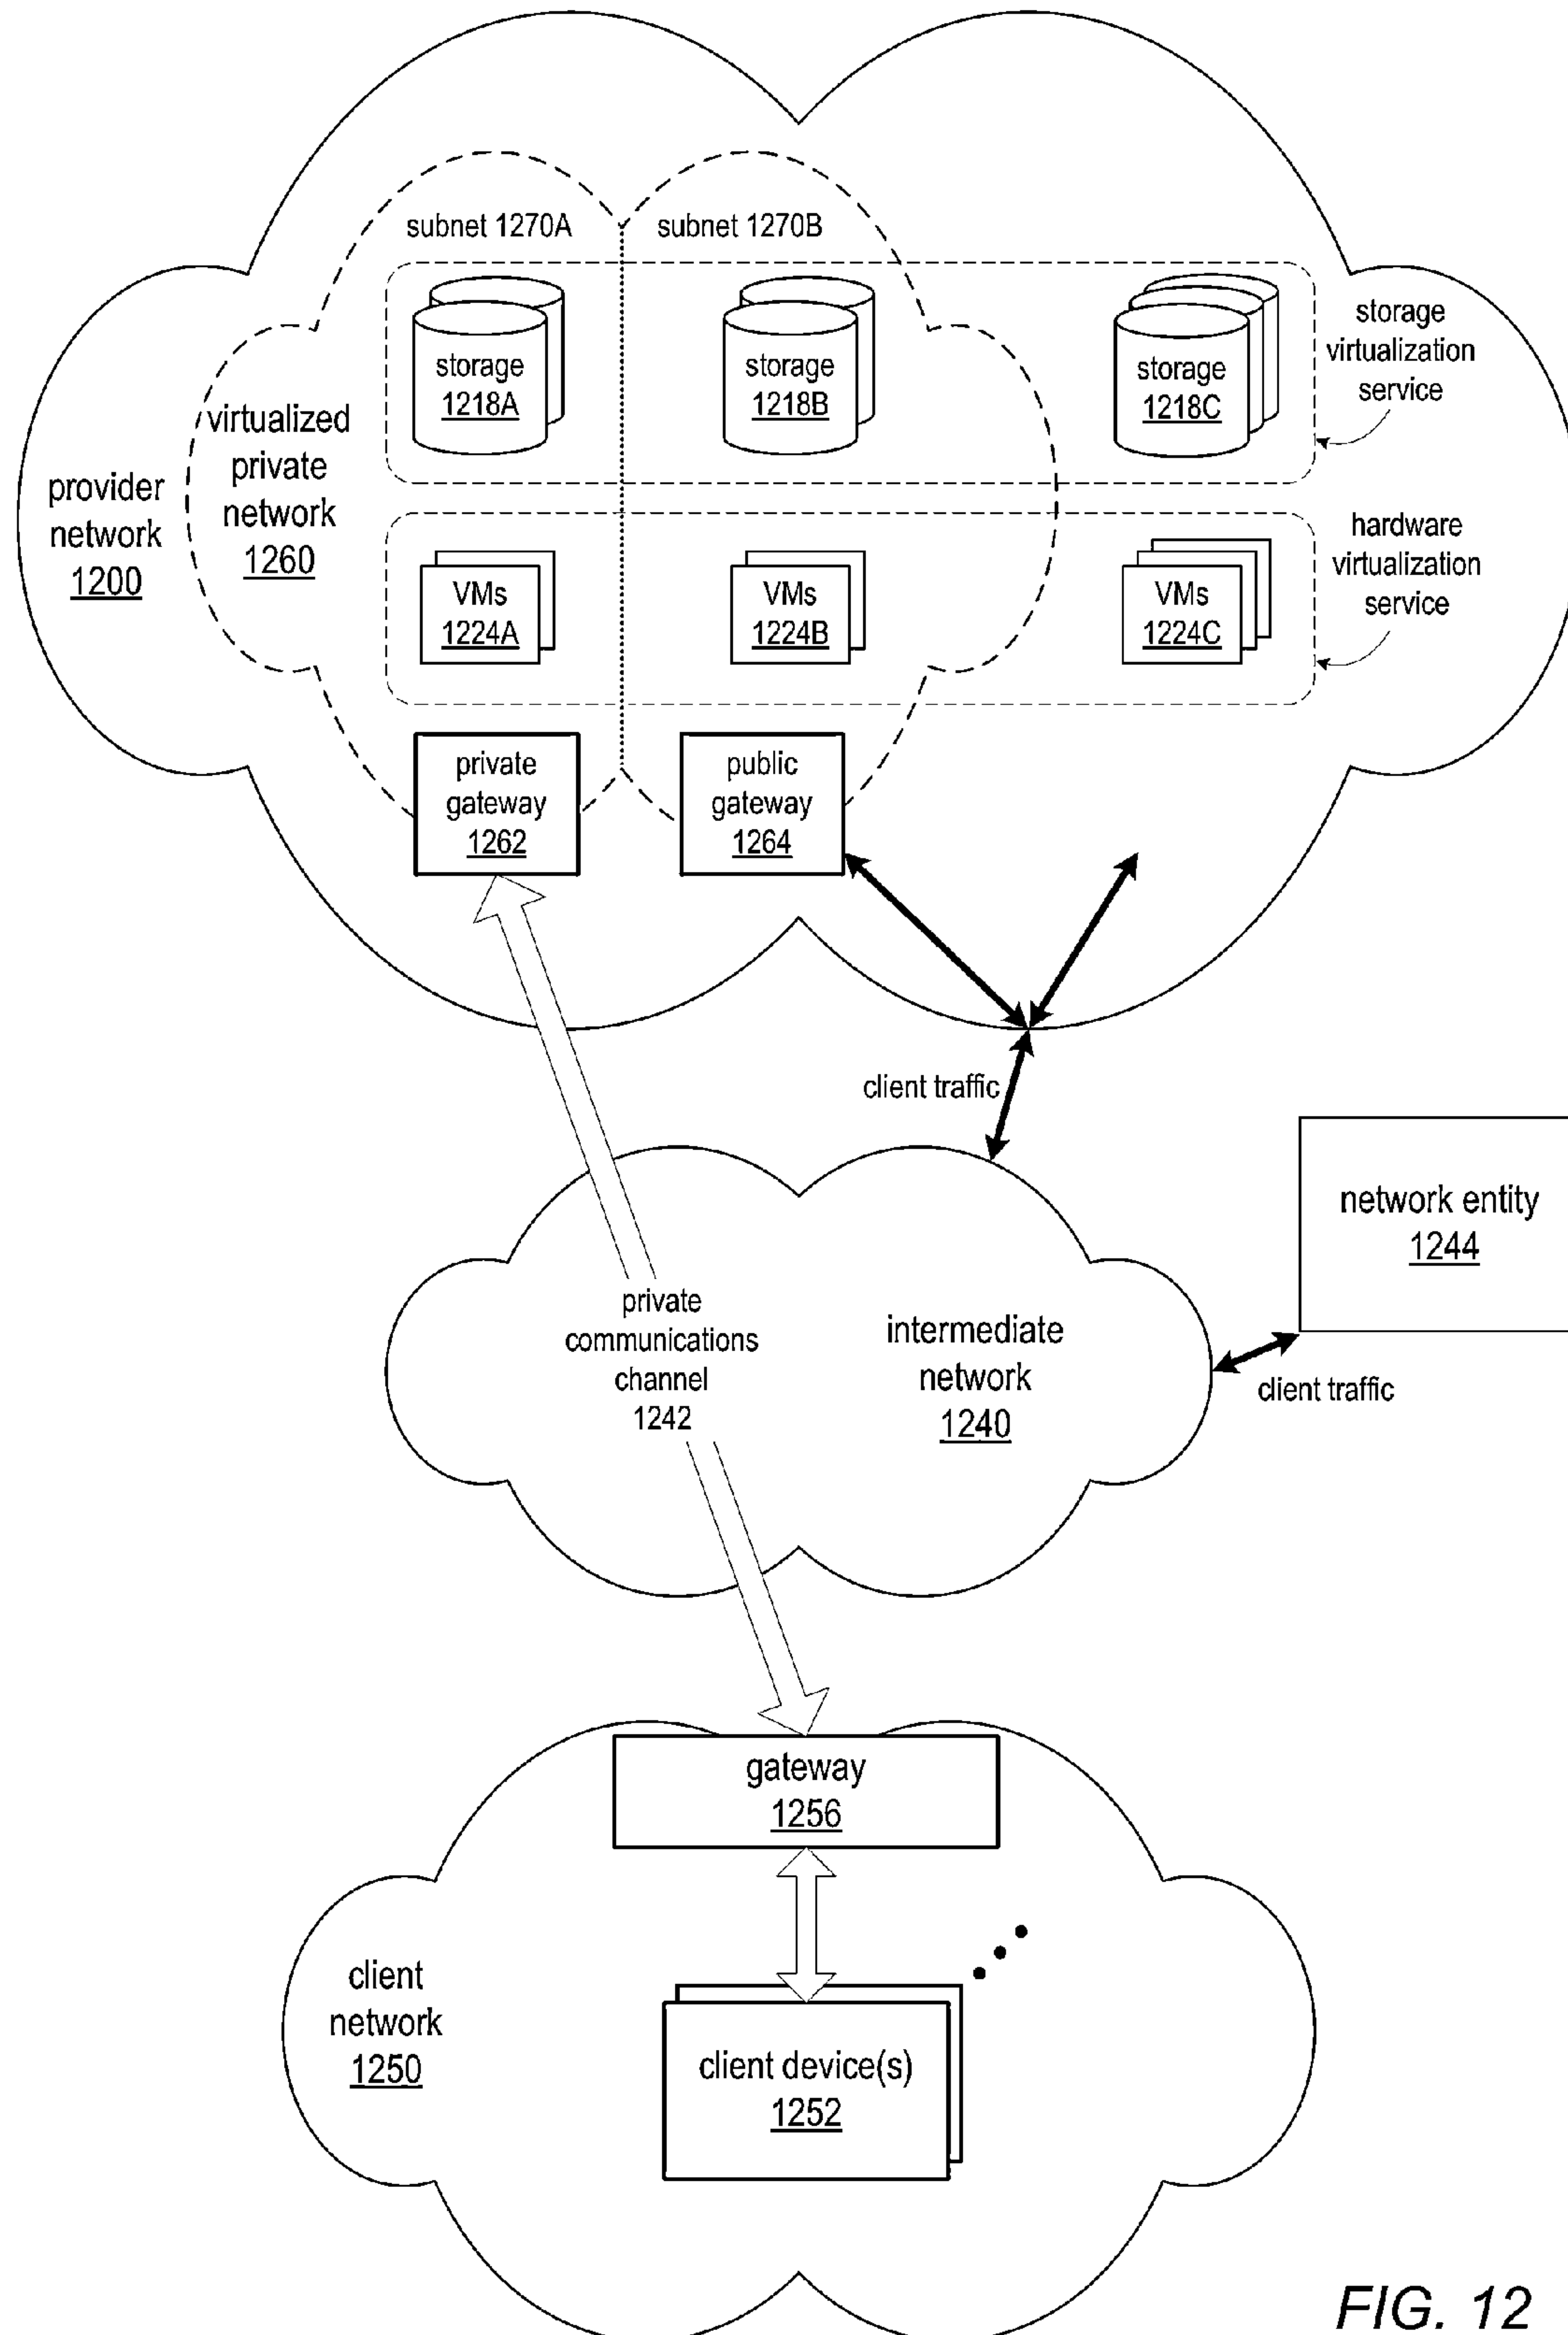 subnet 1270A
subnet 1270B
storage
1218A
storage
1218B
storage
1218C
storage
virtualization
service
provider
network
1200
virtualized
private
network
1260
VMs
1224A
VMs
1224B
VMs
1224C
hardware
virtualization
service
private
gateway
1262
public
gateway
1264
client traffic
network entity
1244
private
communications
channel
1242
intermediate
network
1240
client traffic
gateway
1256
client
network
1250
client device(s)
1252
FIG. 12